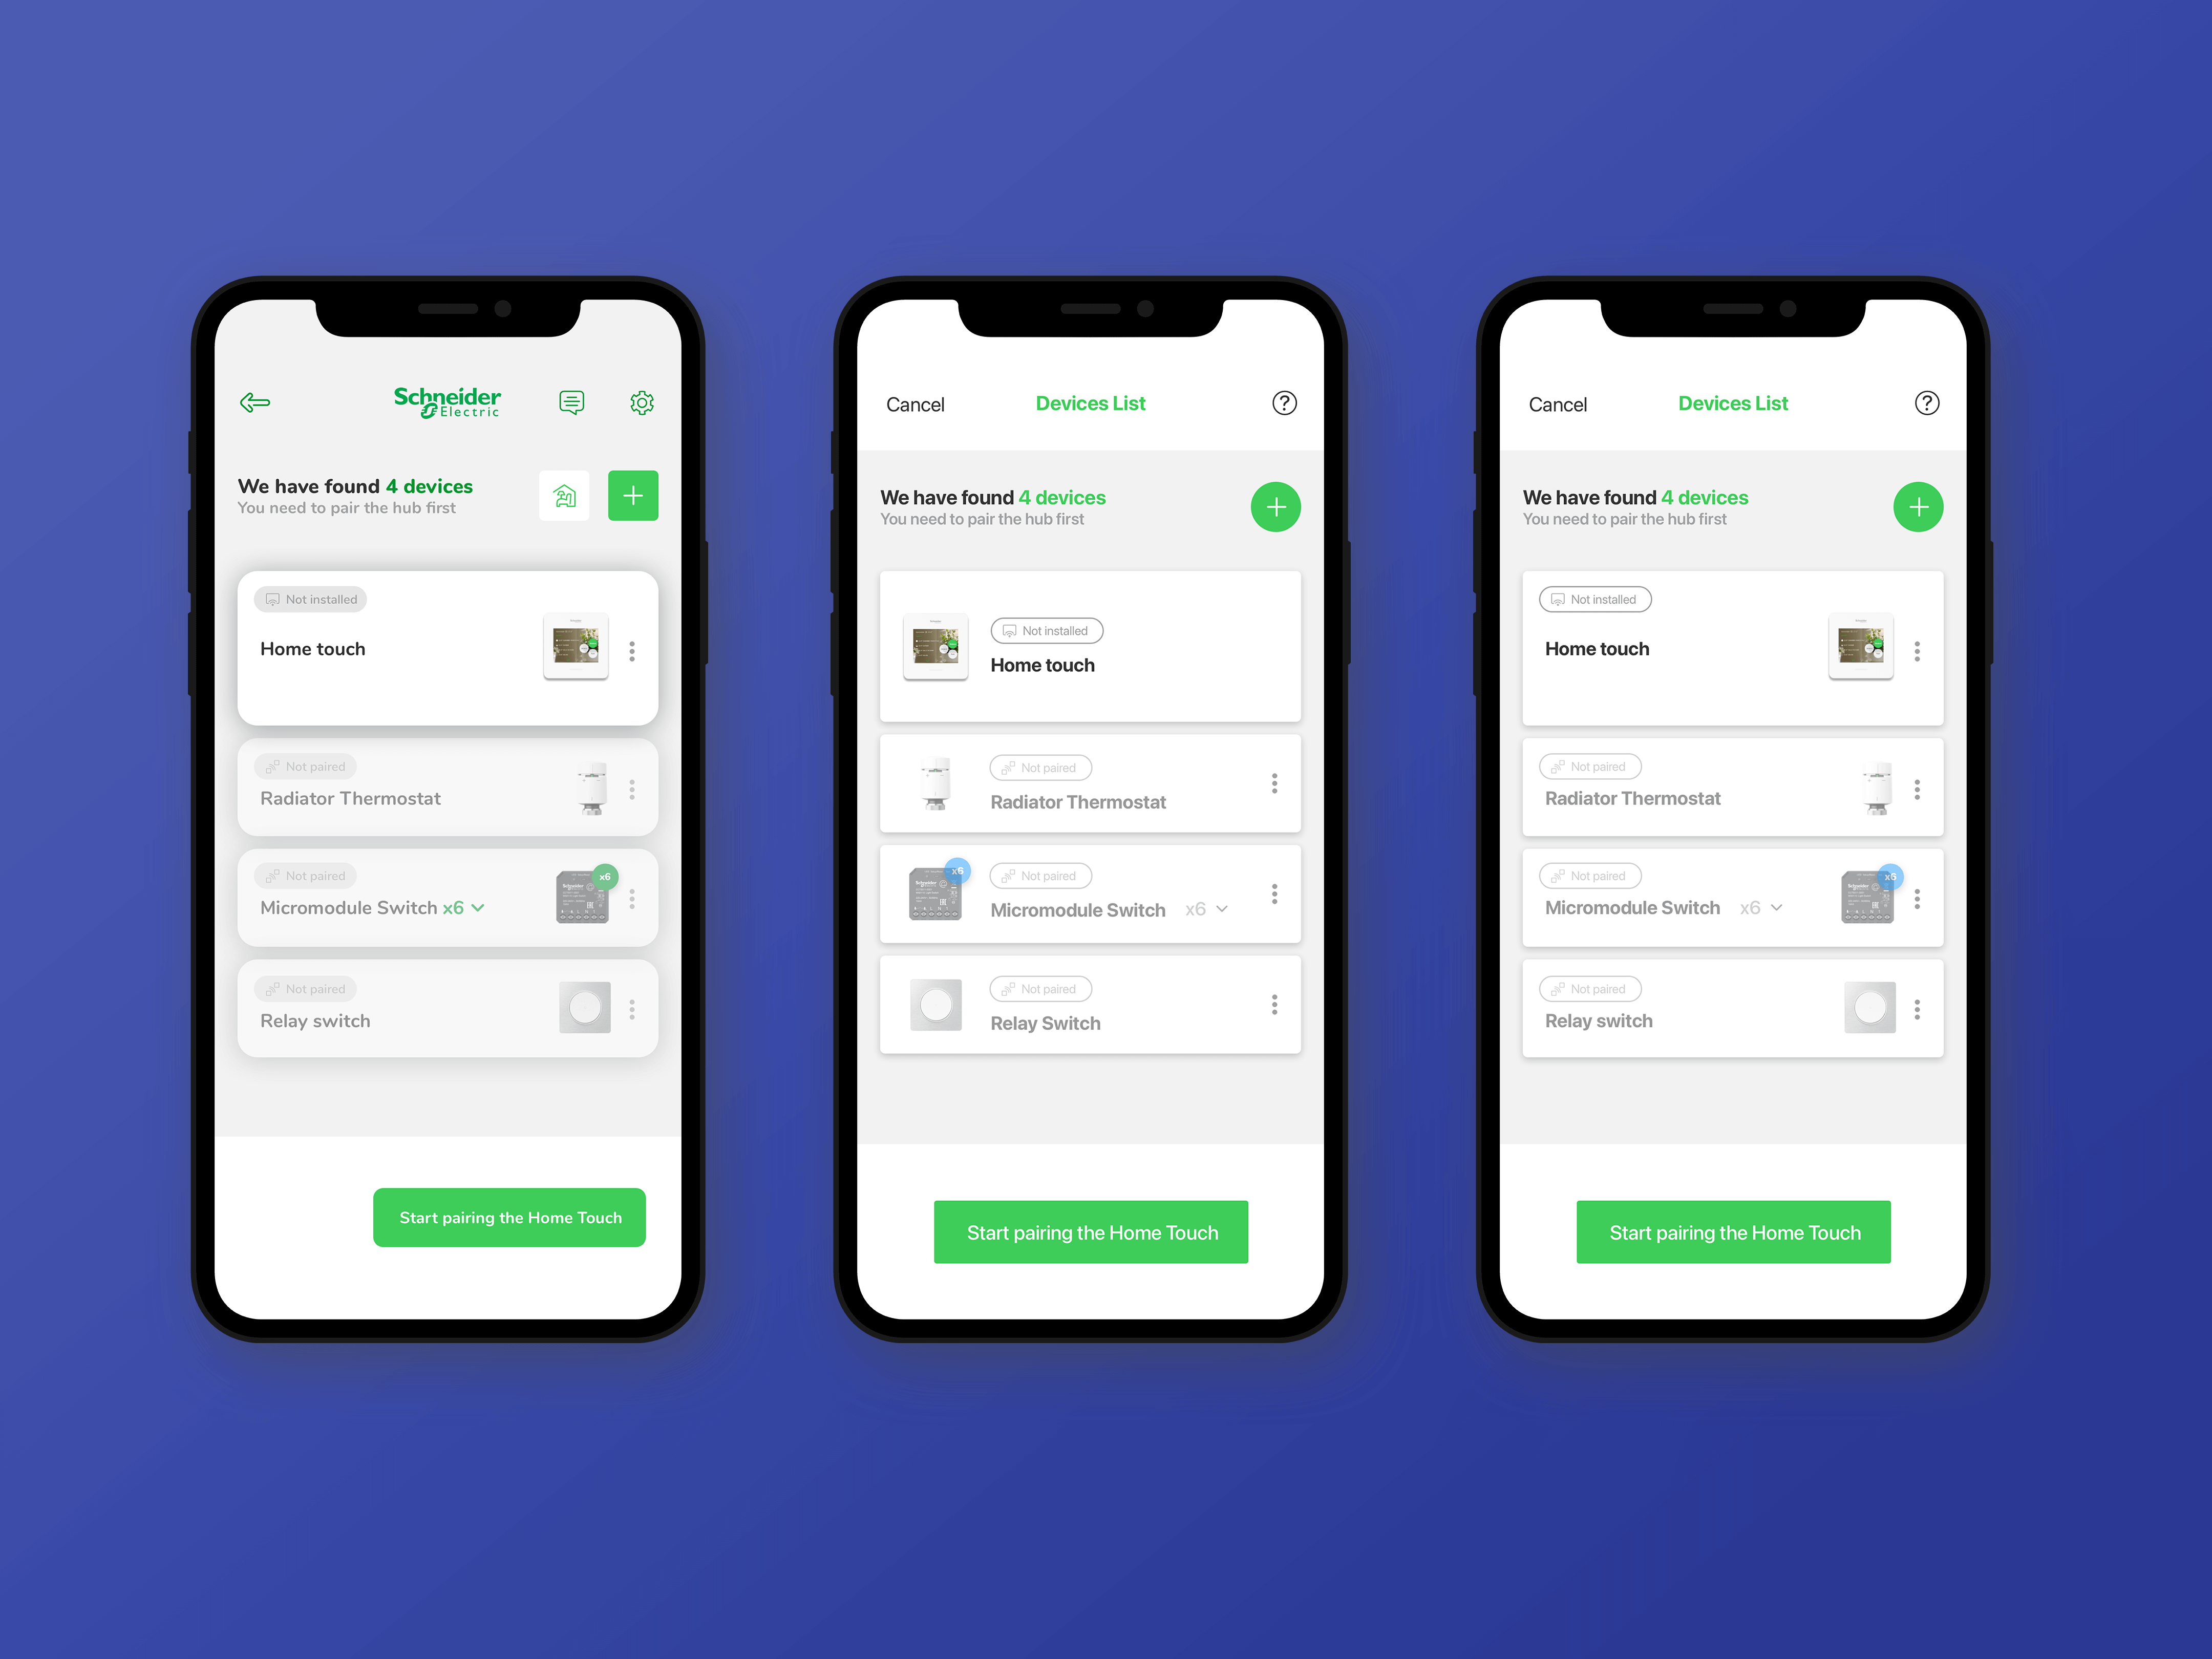 Schneider
Electric
We have found 4 devices
You need to pair the hub first
Not installed
Home touch
Not paired
Radiator Thermostat
Not paired
x6
Schneider
Micromodule Switch x6
Not paired
Relay switch
Start pairing the Home Touch
Cancel
Devices List
We have found 4 devices
You need to pair the hub first
Not installed
Home touch
Not paired
Radiator Thermostat
x6
Schneider
Not paired
Micromodule Switch x6
Not paired
Relay Switch
Start pairing the Home Touch
Cancel
Devices List
We have found 4 devices
You need to pair the hub first
Not installed
Home touch
Not paired
Radiator Thermostat
Not paired
x6
Schneider
Micromodule Switch x6
Not paired
Relay switch
Start pairing the Home Touch